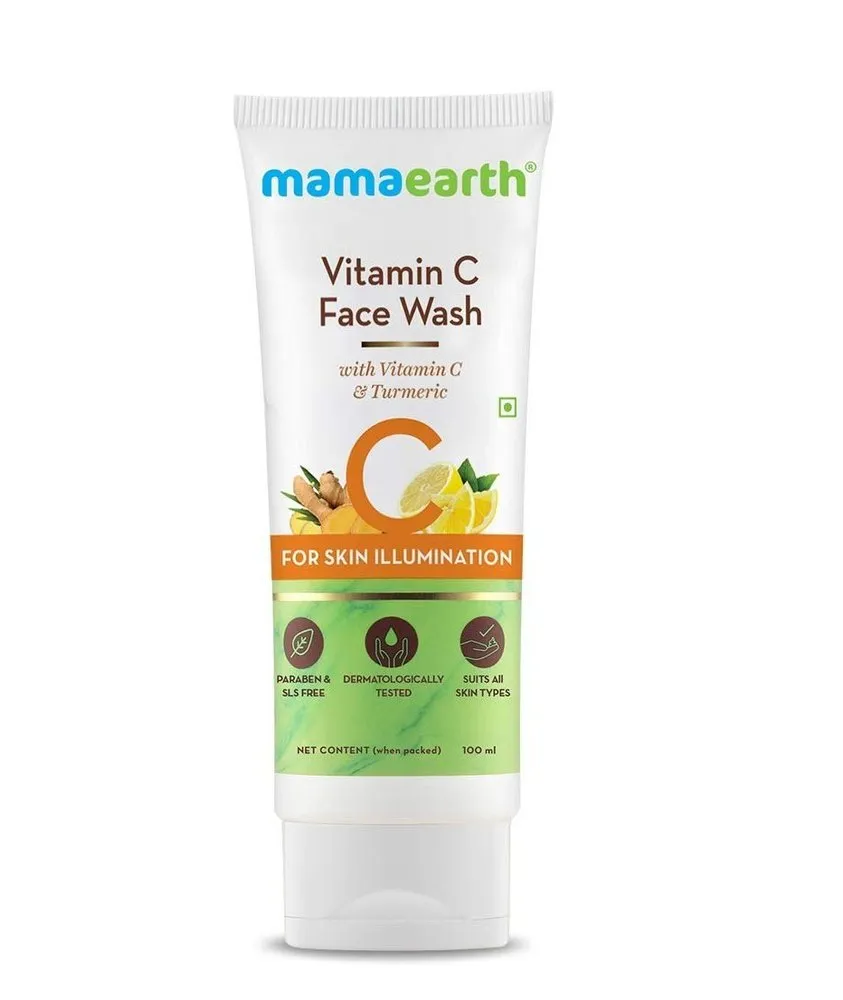 mamaearth®
Vitamin C
Face Wash
with Vitamin C
& Turmeric
C
FOR SKIN ILLUMINATION
PARABEN &
SLS FREE
DERMATOLOGICALLY
TESTED
SUITS All
SKIN TYPES
NET CONTENT (when packed) 100 ml